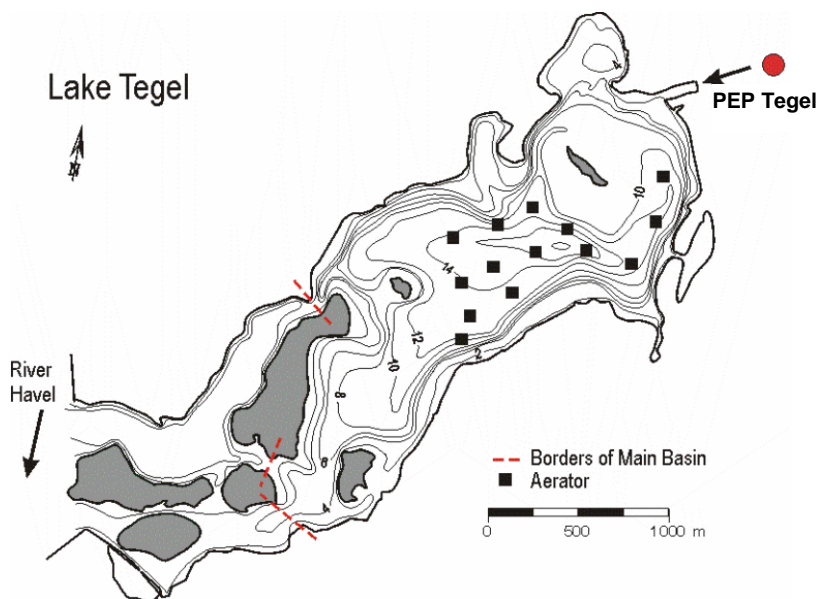 Lake Tegel
N
PEP Tegel
4
10
14
12
10
8
6
4
2
River
Havel
Borders of Main Basin
Aerator
0 500 1000 m